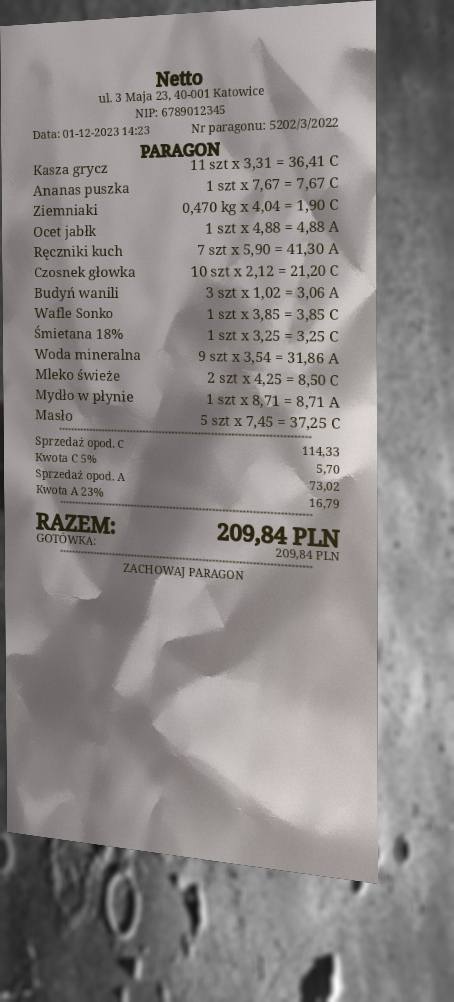 Netto
ul. 3 Maja 23, 40-001 Katowice
NIP: 6789012345
Data: 01-12-2023 14:23 Nr paragonu: 5202/3/2022
PARAGON
Kasza grycz 11 szt x 3,31 = 36,41 C
Ananas puszka 1 szt x 7,67 = 7,67 C
Ziemniaki 0,470 kg x 4,04 = 1,90 C
Ocet jabłk 1 szt x 4,88 = 4,88 A
Ręczniki kuch 7 szt x 5,90 = 41,30 A
Czosnek głowka 10 szt x 2,12 = 21,20 C
Budyń wanili 3 szt x 1,02 = 3,06 A
Wafle Sonko 1 szt x 3,85 = 3,85 C
Śmietana 18% 1 szt x 3,25 = 3,25 C
Woda mineralna 9 szt x 3,54 = 31,86 A
Mleko świeże 2 szt x 4,25 = 8,50 C
Mydło w płynie 1 szt x 8,71 = 8,71 A
Masło 5 szt x 7,45 = 37,25 C
Sprzedaż opod. C 114,33
Kwota C 5% 5,70
Sprzedaż opod. A 73,02
Kwota A 23% 16,79
RAZEM: 209,84 PLN
GOTÓWKA: 209,84 PLN
ZACHOWAJ PARAGON